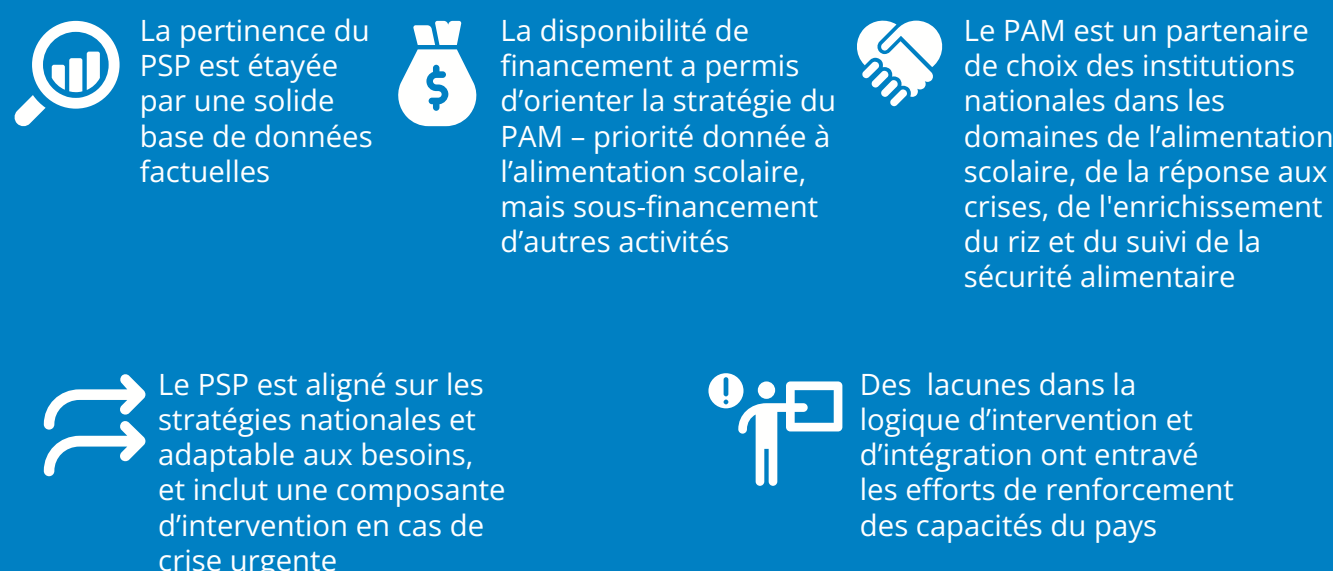 La pertinence du
PSP est étayée
par une solide
base de données
factuelles
La disponibilité de
financement a permis
d’orienter la stratégie du
PAM – priorité donnée à
l’alimentation scolaire,
mais sous-financement
d’autres activités
Le PAM est un partenaire
de choix des institutions
nationales dans les
domaines de l’alimentation
scolaire, de la réponse aux
crises, de l'enrichissement
du riz et du suivi de la
sécurité alimentaire
Le PSP est aligné sur les
stratégies nationales et
adaptable aux besoins,
et inclut une composante
d’intervention en cas de
crise urgente
Des lacunes dans la
logique d’intervention et
d’intégration ont entravé
les efforts de renforcement
des capacités du pays